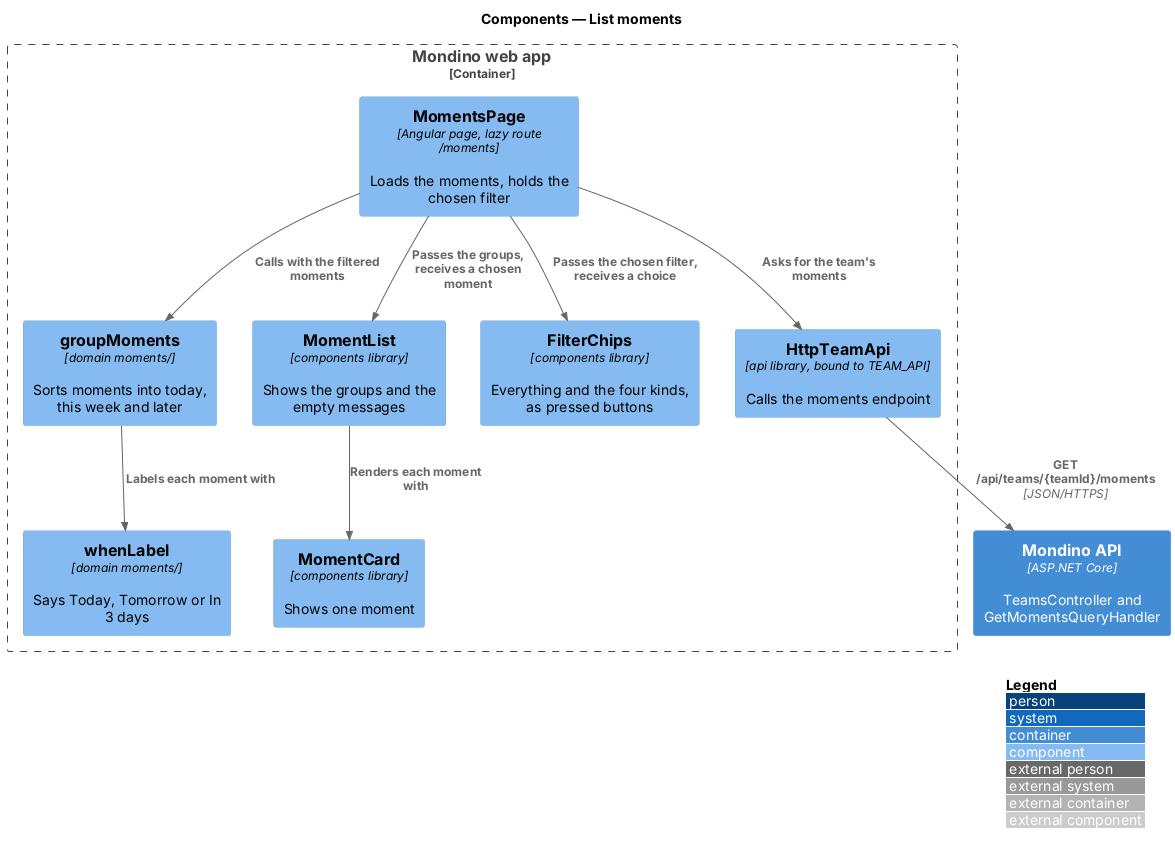 Components — List moments
Mondino web app
[Container]
MomentsPage
[Angular page, lazy route
/moments]
Loads the moments, holds the
chosen filter
Calls with the filtered
moments
Passes the groups,
receives a chosen
moment
Passes the chosen filter,
receives a choice
Asks for the team's
moments
groupMoments
[domain moments/]
Sorts moments into today,
this week and later
MomentList
[components library]
Shows the groups and the
empty messages
FilterChips
[components library]
Everything and the four kinds,
as pressed buttons
HttpTeamApi
[api library, bound to TEAM_API]
Calls the moments endpoint
Labels each moment with
Renders each moment
with
GET
/api/teams/{teamId}/moments
[JSON/HTTPS]
whenLabel
[domain moments/]
Says Today, Tomorrow or In
3 days
MomentCard
[components library]
Shows one moment
Mondino API
[ASP.NET Core]
TeamsController and
GetMomentsQueryHandler
Legend
person
system
container
component
external person
external system
external container
external component